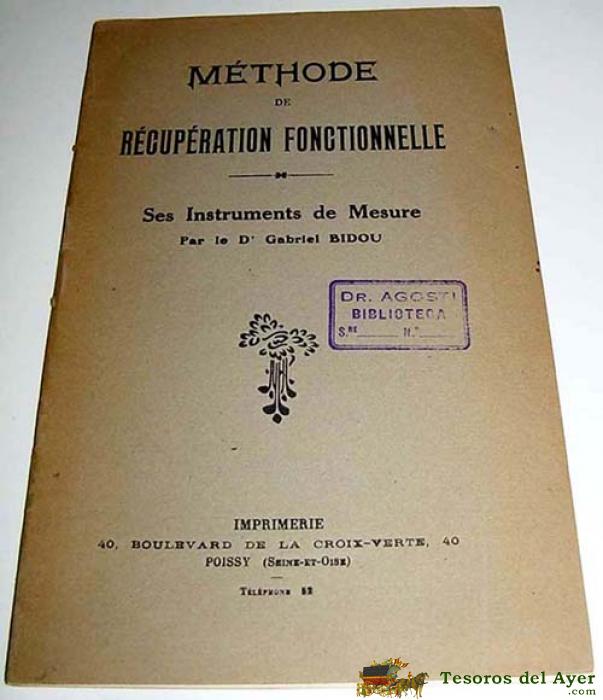 MÉTHODE
DE
RÉCUPÉRATION FONCTIONNELLE
Ses Instruments de Mesure
Par le Dr Gabriel BIDOU
DR. AGOSTI
BIBLIOTECA
S.RE N.º
IMPRIMERIE
40, BOULEVARD DE LA CROIX-VERTE, 40
POISSY (SEINE-ET-OISE)
TÉLÉPHONE
Tesoros del Ayer
.com